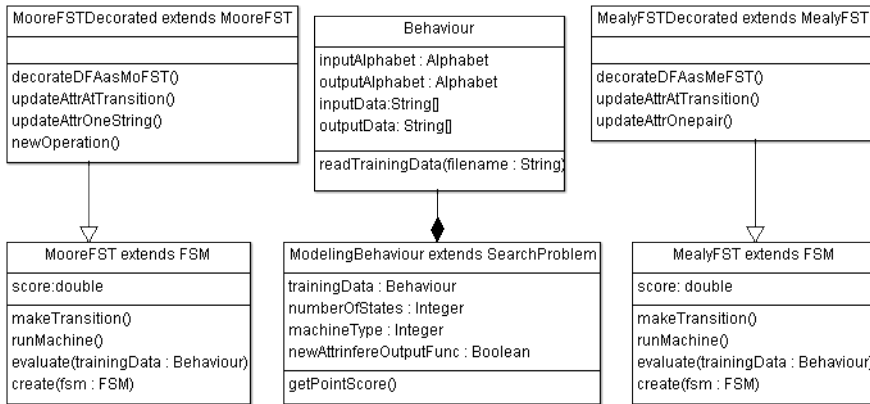 MooreFSTDecorated extends MooreFST
decorateDFAasMoFST()
updateAttrAtTransition()
updateAttrOneString()
newOperation()
Behaviour
inputAlphabet : Alphabet
outputAlphabet : Alphabet
inputData:String[]
outputData: String[]
readTrainingData(filename : String)
MealyFSTDecorated extends MealyFST
decorateDFAasMeFST()
updateAttrAtTransition()
updateAttrOnepair()
MooreFST extends FSM
score:double
makeTransition()
runMachine()
evaluate(trainingData : Behaviour)
create(fsm : FSM)
ModelingBehaviour extends SearchProblem
trainingData : Behaviour
numberOfStates : Integer
machineType : Integer
newAttrinfereOutputFunc : Boolean
getPointScore()
MealyFST extends FSM
score: double
makeTransition()
runMachine()
evaluate(trainingData : Behaviour)
create(fsm : FSM)